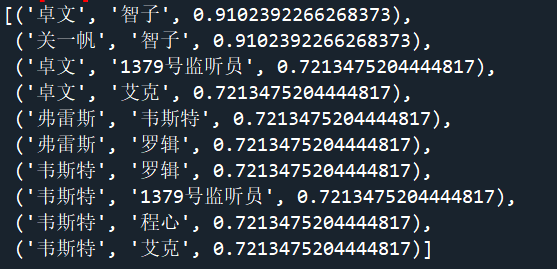 [('卓文', '智子', 0.9102392266268373),
('关一帆', '智子', 0.9102392266268373),
('卓文', '1379号监听员', 0.7213475204444817),
('卓文', '艾克', 0.7213475204444817),
('弗雷斯', '韦斯特', 0.7213475204444817),
('弗雷斯', '罗辑', 0.7213475204444817),
('韦斯特', '罗辑', 0.7213475204444817),
('韦斯特', '1379号监听员', 0.7213475204444817),
('韦斯特', '程心', 0.7213475204444817),
('韦斯特', '艾克', 0.7213475204444817)]